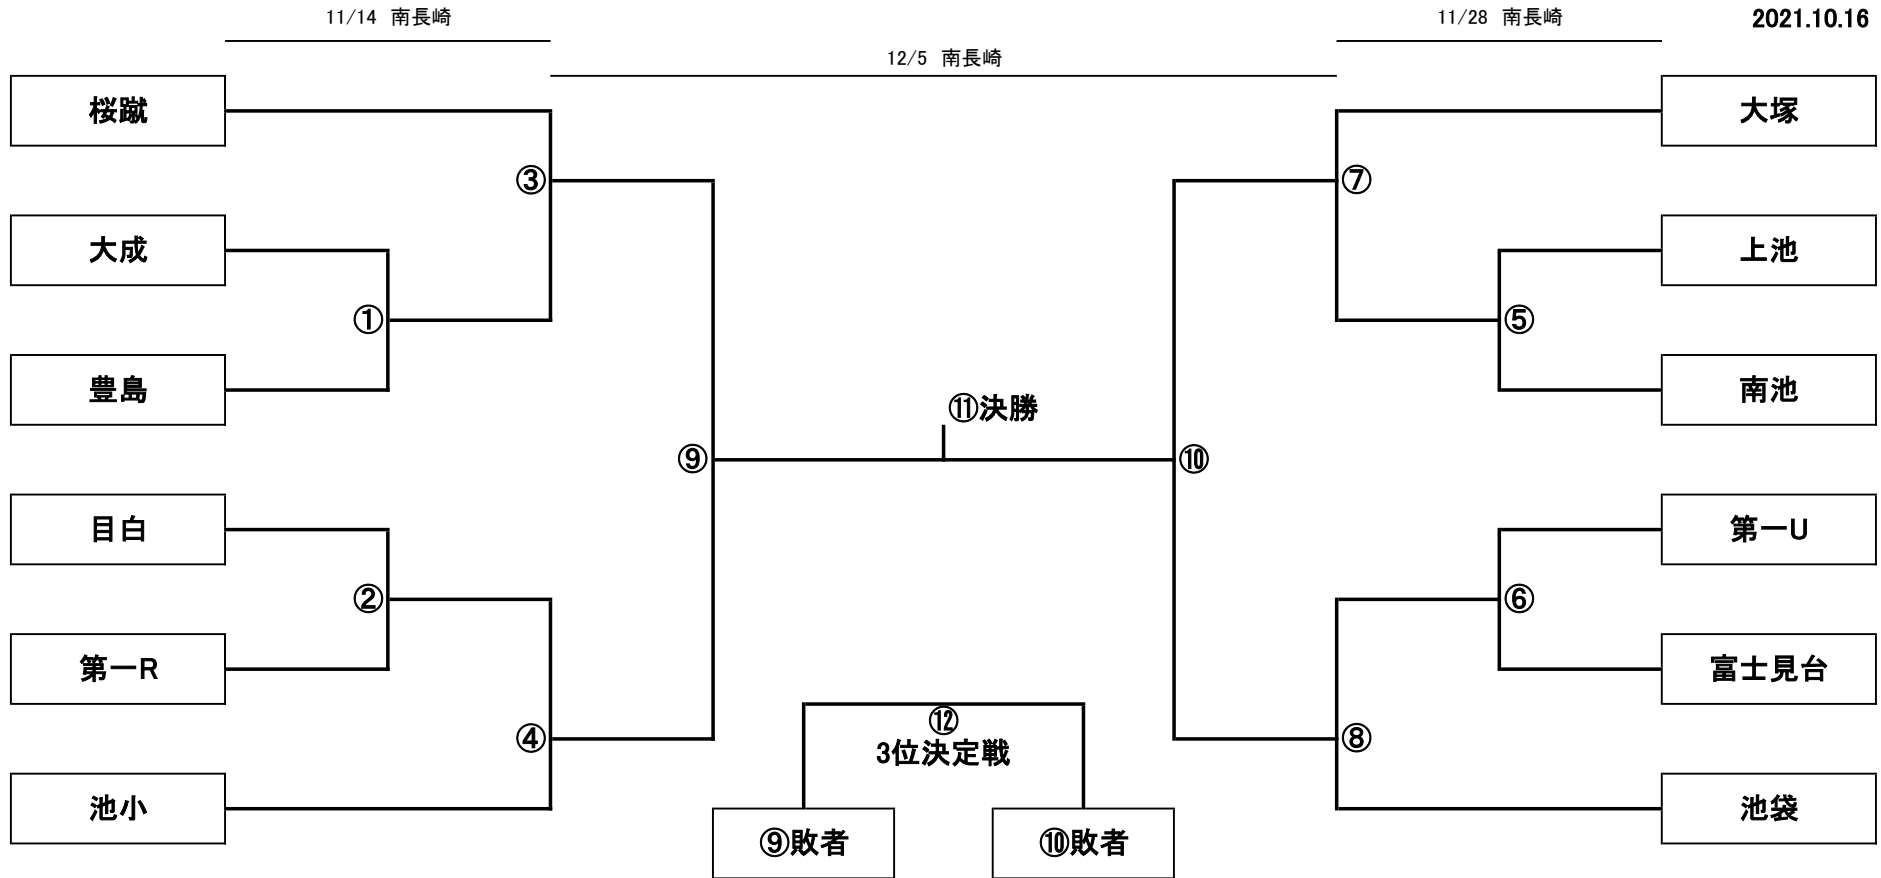 11/14 南長崎
11/28 南長崎
2021.10.16
12/5 南長崎
桜蹴
大塚
③
⑦
大成
上池
①
⑤
豊島
南池
⑪決勝
⑨
⑩
目白
第一U
②
⑥
第一R
富士見台
⑫
④
3位決定戦
⑧
池小
池袋
⑨敗者
⑩敗者